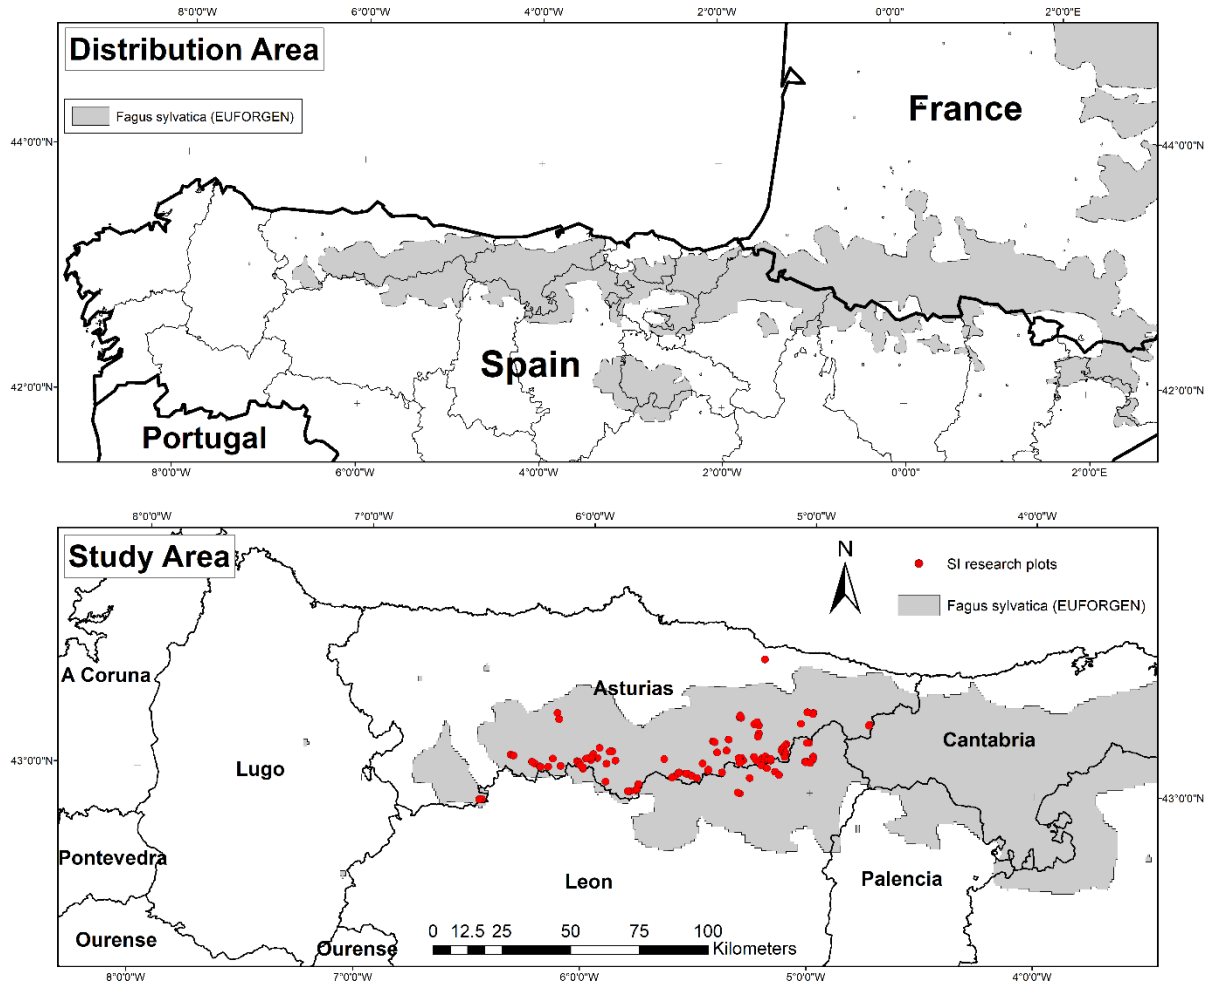 8°0'0"W 6°0'0"W 4°0'0"W 2°0'0"W 0°0'0" 2°0'0"E
Distribution Area
Fagus sylvatica (EUFORGEN)
France
44°0'0"N 44°0'0"N
Spain
42°0'0"N 42°0'0"N
Portugal
8°0'0"W 6°0'0"W 4°0'0"W 2°0'0"W 0°0'0" 2°0'0"E
8°0'0"W 7°0'0"W 6°0'0"W 5°0'0"W 4°0'0"W
Study Area
N
SI research plots
Fagus sylvatica (EUFORGEN)
A Coruna
Asturias
Cantabria
43°0'0"N
Lugo
43°0'0"N
Pontevedra
Leon
Palencia
Ourense
Ourense
0 12.5 25 50 75 100
Kilometers
8°0'0"W 7°0'0"W 6°0'0"W 5°0'0"W 4°0'0"W